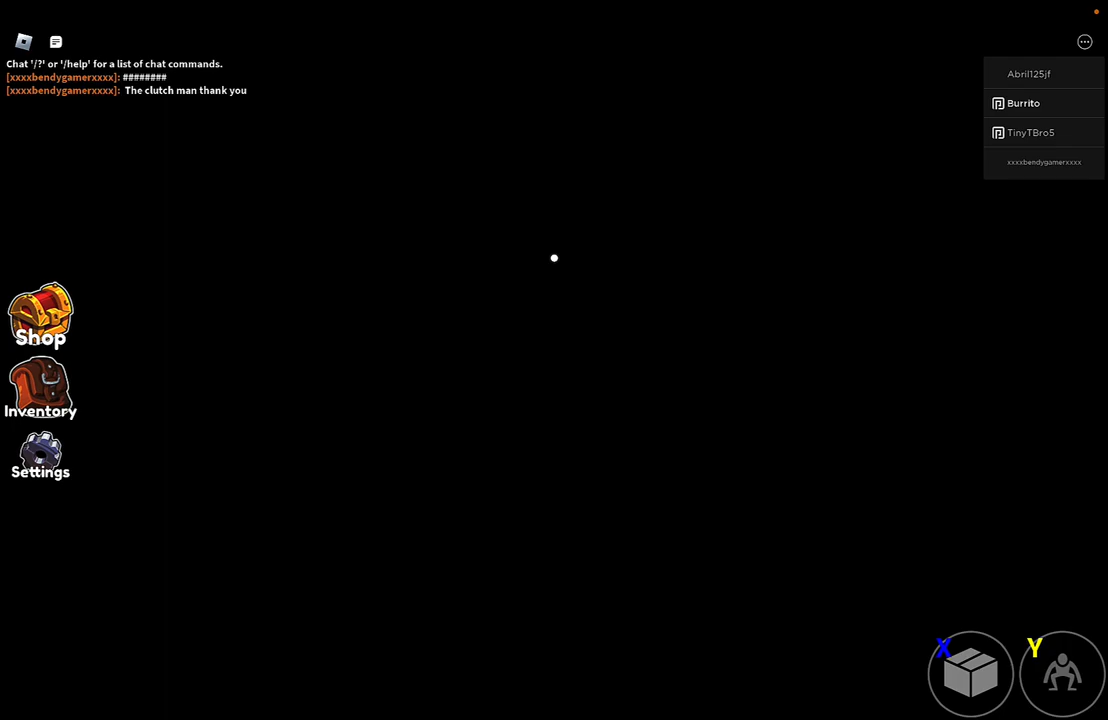 Chat '/?' or '/help' for a list of chat commands.
[xxxxbendygamerxxxx]: ########
[xxxxbendygamerxxxx]: The clutch man thank you
Abril125jf
Burrito
TinyTBro5
xxxxbendygamerxxxx
Shop
Inventory
Settings
X
Y